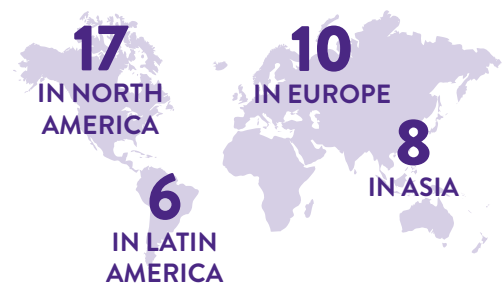 17
IN NORTH
AMERICA
10
IN EUROPE
8
IN ASIA
6
IN LATIN
AMERICA